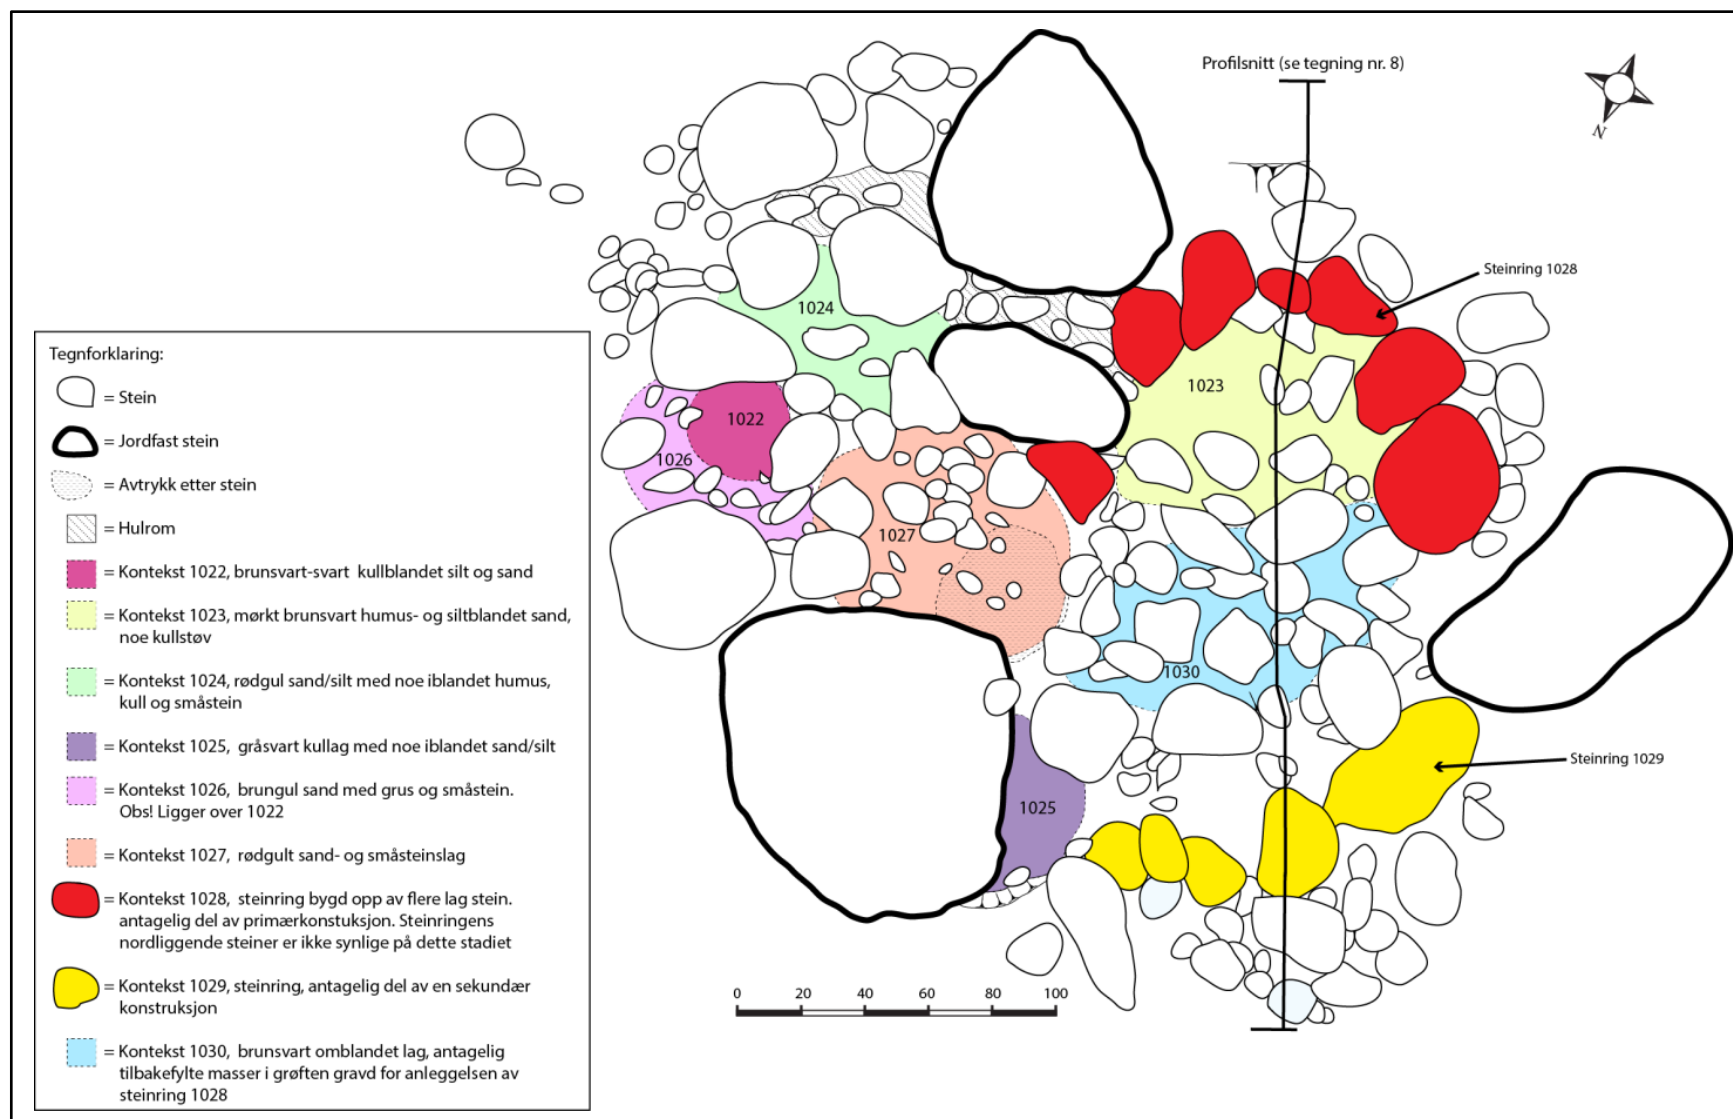 Profilsnitt (se tegning nr. 8)
N
Steinring 1028
1024
1023
1022
1026
1027
1030
Steinring 1029
1025
Tegnforklaring:
= Stein
= Jordfast stein
= Avtrykk etter stein
= Hulrom
= Kontekst 1022, brunsvart-svart kullblandet silt og sand
= Kontekst 1023, mørkt brunsvart humus- og siltblandet sand,
noe kullstøv
= Kontekst 1024, rødgul sand/silt med noe iblandet humus,
kull og småstein
= Kontekst 1025, gråsvart kullag med noe iblandet sand/silt
= Kontekst 1026, brungul sand med grus og småstein.
Obs! Ligger over 1022
= Kontekst 1027, rødgult sand- og småsteinslag
= Kontekst 1028, steinring bygd opp av flere lag stein.
antagelig del av primærkonstuksjon. Steinringens
nordliggende steiner er ikke synlige på dette stadiet
= Kontekst 1029, steinring, antagelig del av en sekundær
konstruksjon
= Kontekst 1030, brunsvart omblandet lag, antagelig
tilbakefylte masser i grøften gravd for anleggelsen av
steinring 1028
0 20 40 60 80 100